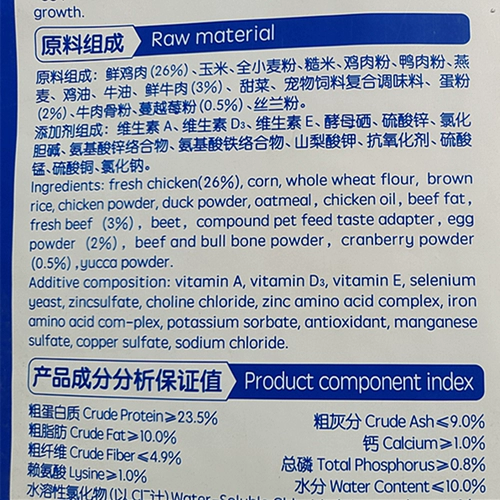 growth.
原料组成 Raw material
原料组成：鲜鸡肉(26%)、玉米、全小麦粉、糙米、鸡肉粉、鸭肉粉、燕
麦、鸡油、牛油、鲜牛肉(3%)、甜菜、宠物饲料复合调味料、蛋粉
(2%)、牛肉骨粉、蔓越莓粉(0.5%)、丝兰粉。
添加剂组成：维生素 A、维生素 D₃、维生素 E、酵母硒、硫酸锌、氯化
胆碱、氨基酸锌络合物、氨基酸铁络合物、山梨酸钾、抗氧化剂、硫酸
锰、硫酸铜、氯化钠。
Ingredients: fresh chicken(26%), corn, whole wheat flour, brown
rice, chicken powder, duck powder, oatmeal, chicken oil, beef fat,
fresh beef (3%), beet, compound pet feed taste adapter, egg
powder (2%), beef and bull bone powder, cranberry powder
(0.5%) ,yucca powder.
Additive composition: vitamin A, vitamin D₃, vitamin E, selenium
yeast, zincsulfate, choline chloride, zinc amino acid complex, iron
amino acid com-plex, potassium sorbate, antioxidant, manganese
sulfate, copper sulfate, sodium chloride.
产品成分分析保证值 Product component index
粗蛋白质 Crude Protein≥23.5% 粗灰分 Crude Ash≤9.0%
粗脂肪 Crude Fat≥10.0% 钙 Calcium≥1.0%
粗纤维 Crude Fiber≤4.9% 总磷 Total Phosphorus≥0.8%
赖氨酸 Lysine≥1.0% 水分 Water Content≤10.0%
水溶性氯化物(以 Cl⁻计)